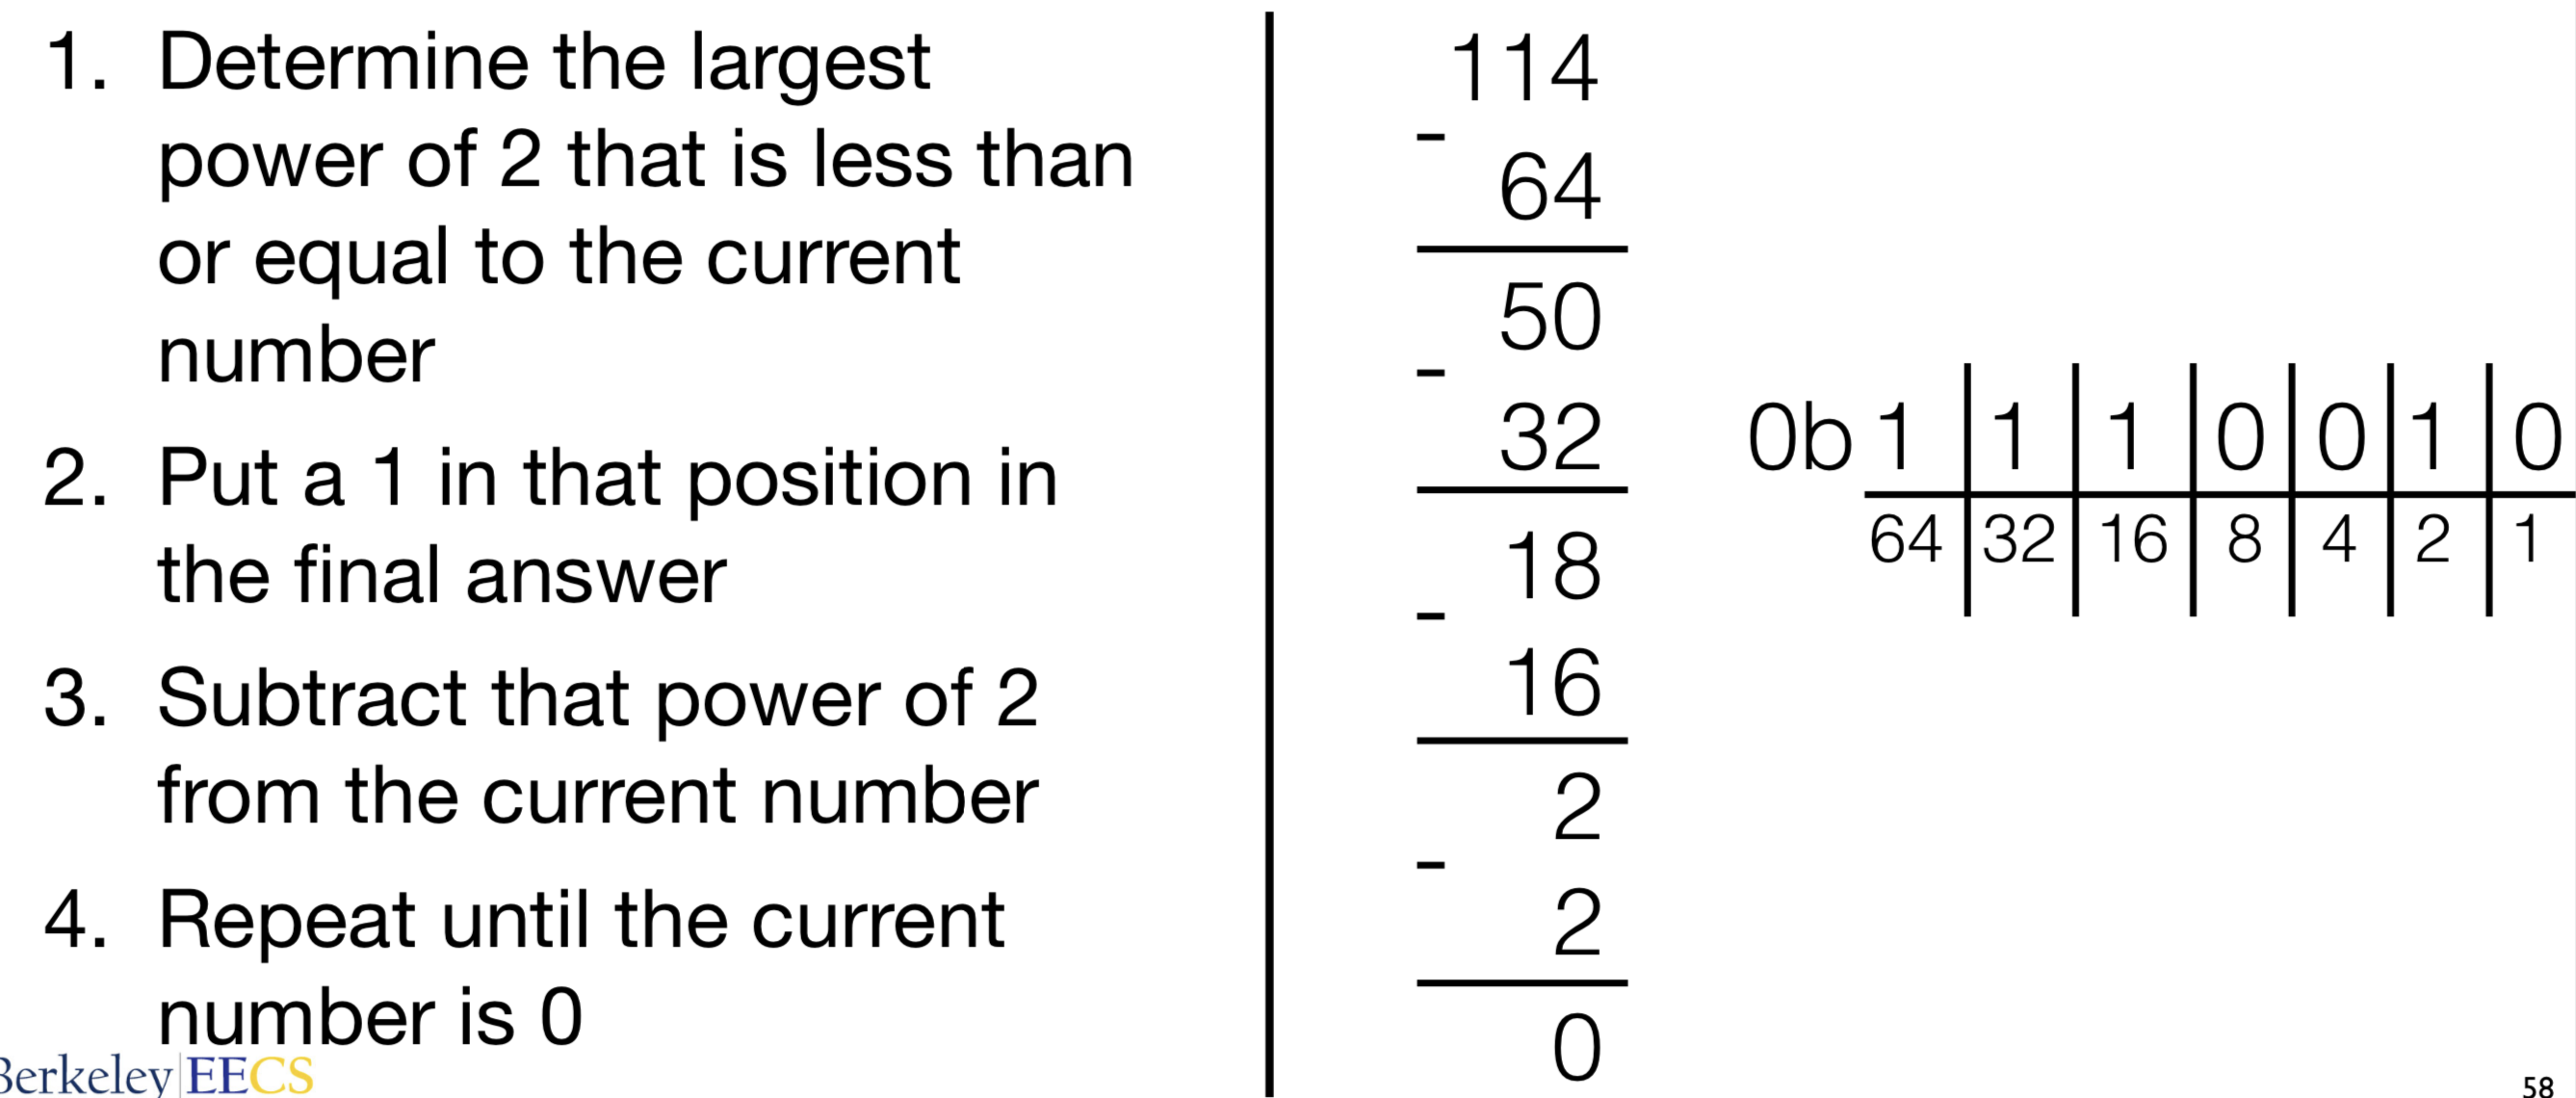 1. Determine the largest
power of 2 that is less than
or equal to the current
number
2. Put a 1 in that position in
the final answer
3. Subtract that power of 2
from the current number
4. Repeat until the current
number is 0
114
-
64
50
-
32
18
-
16
2
-
2
0
0b 1 1 1 0 0 1 0
64 32 16 8 4 2 1
Berkeley EECS
58